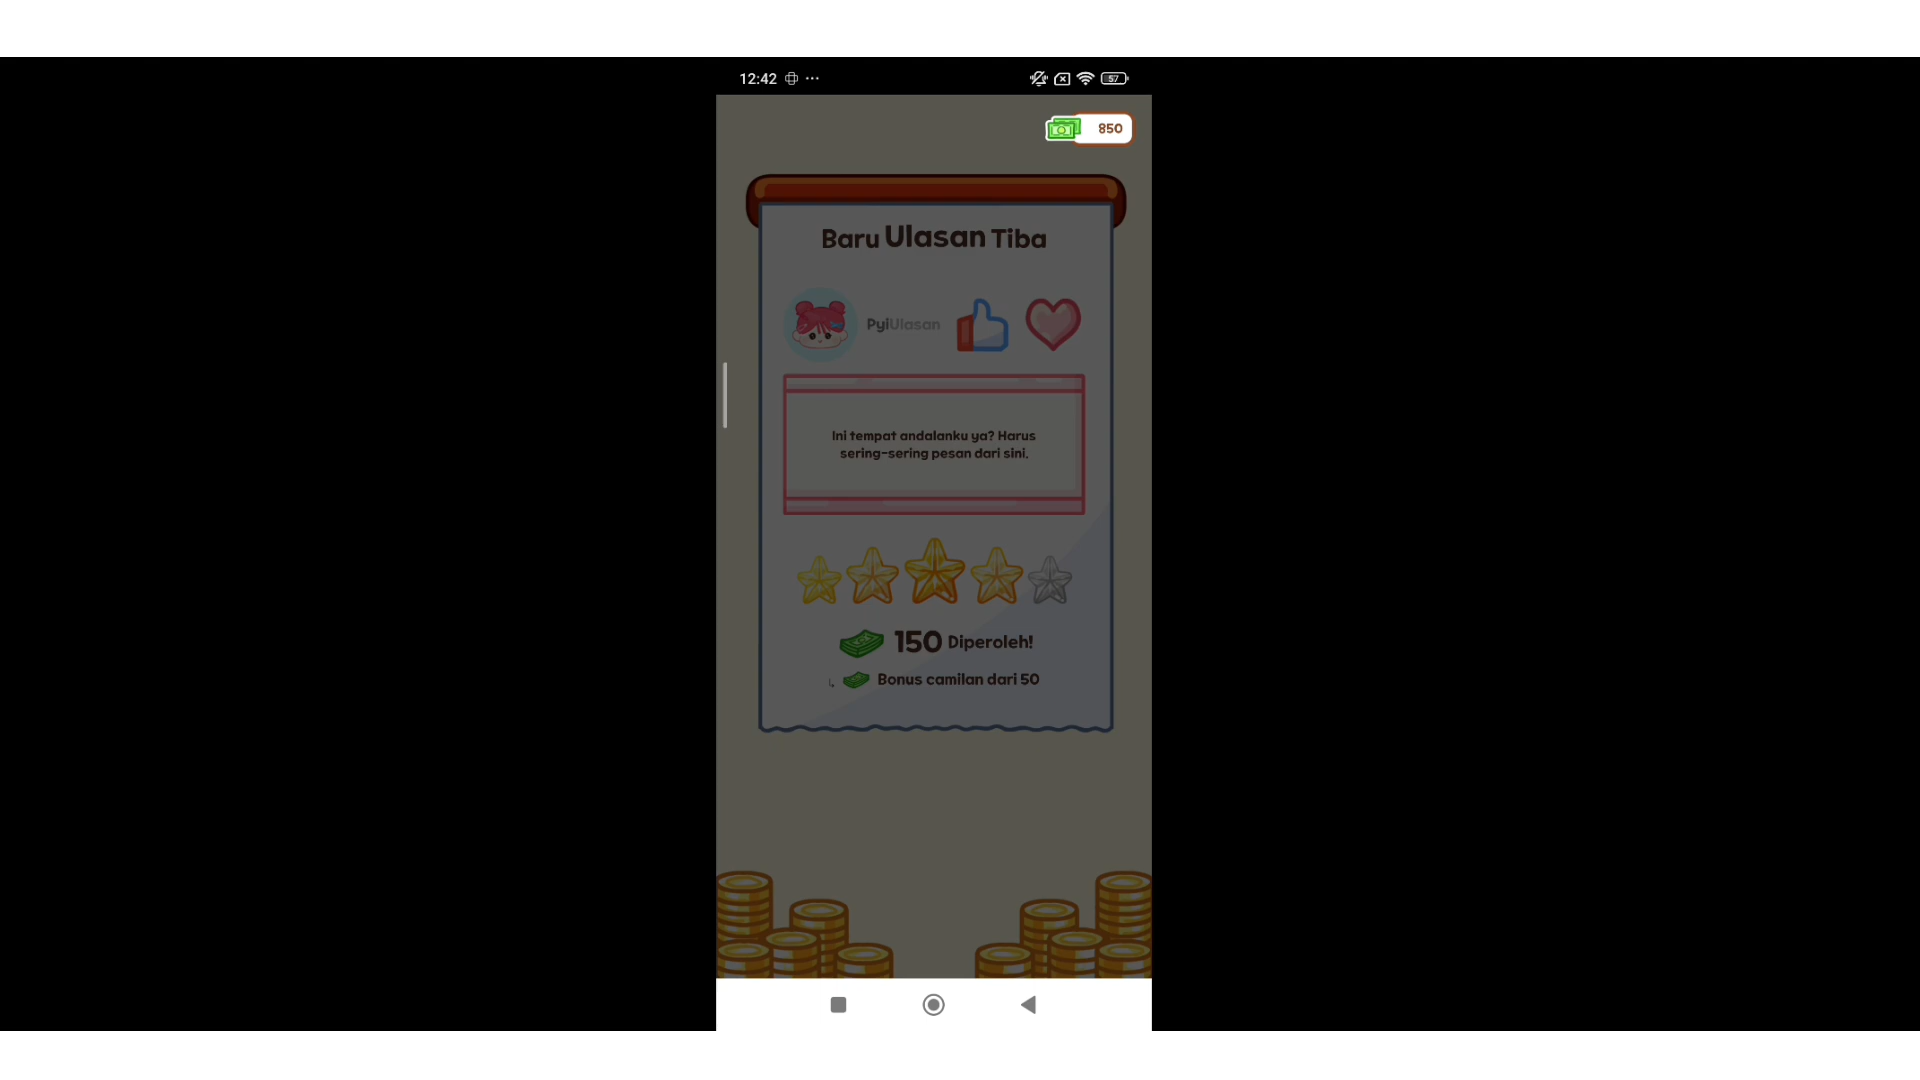 12:42
57
850
Baru Ulasan Tiba
PyiUlasan
Ini tempat andalanku ya? Harus
sering-sering pesan dari sini.
150 Diperoleh!
Bonus camilan dari 50